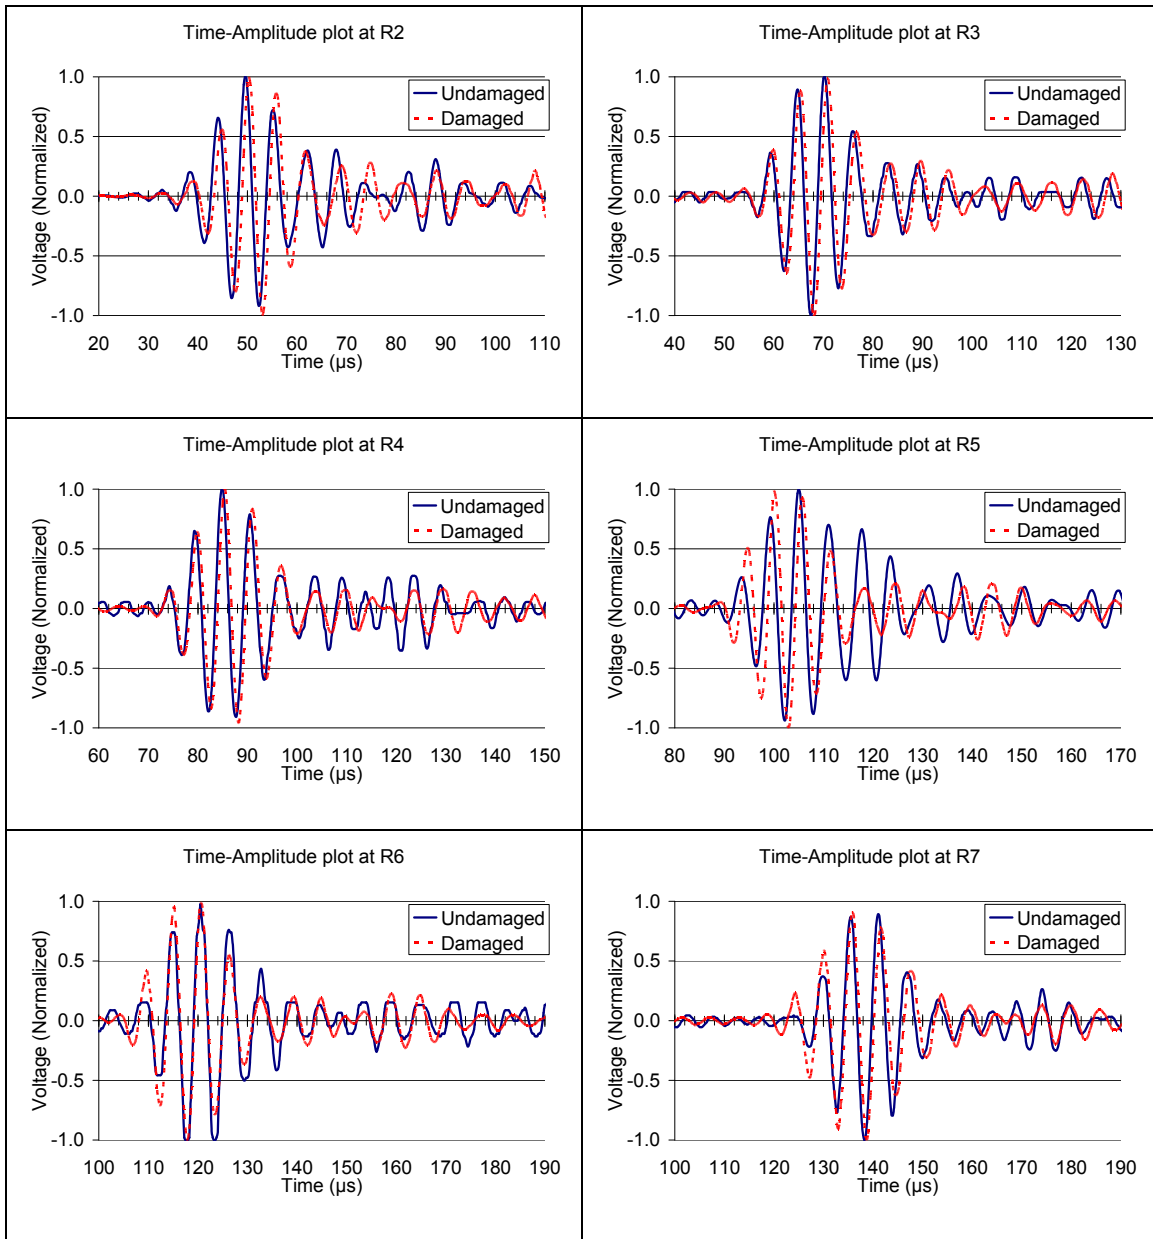 Time-Amplitude plot at R2
Voltage (Normalized)
1.0
0.5
0.0
-0.5
-1.0
Undamaged
Damaged
20 30 40 50 60 70 80 90 100 110
Time (µs)
Time-Amplitude plot at R3
Voltage (Normalized)
1.0
0.5
0.0
-0.5
-1.0
Undamaged
Damaged
40 50 60 70 80 90 100 110 120 130
Time (µs)
Time-Amplitude plot at R4
Voltage (Normalized)
1.0
0.5
0.0
-0.5
-1.0
Undamaged
Damaged
60 70 80 90 100 110 120 130 140 150
Time (µs)
Time-Amplitude plot at R5
Voltage (Normalized)
1.0
0.5
0.0
-0.5
-1.0
Undamaged
Damaged
80 90 100 110 120 130 140 150 160 170
Time (µs)
Time-Amplitude plot at R6
Voltage (Normalized)
1.0
0.5
0.0
-0.5
-1.0
Undamaged
Damaged
100 110 120 130 140 150 160 170 180 190
Time (µs)
Time-Amplitude plot at R7
Voltage (Normalized)
1.0
0.5
0.0
-0.5
-1.0
Undamaged
Damaged
100 110 120 130 140 150 160 170 180 190
Time (µs)